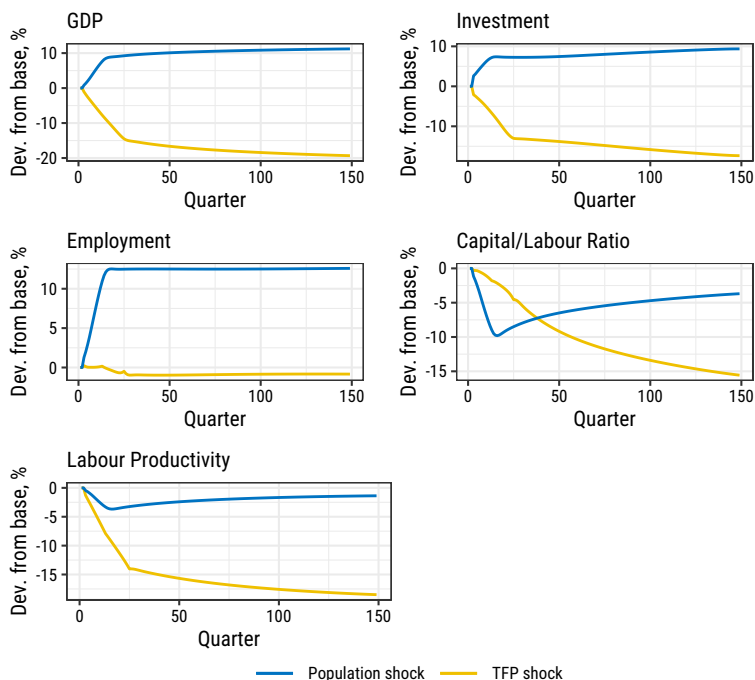 GDP
Dev. from base, %
10
0
-10
-20
0
50
100
150
Quarter
Investment
Dev. from base, %
10
0
-10
0
50
100
150
Quarter
Employment
Dev. from base, %
10
5
0
0
50
100
150
Quarter
Capital/Labour Ratio
Dev. from base, %
0
-5
-10
-15
0
50
100
150
Quarter
Labour Productivity
Dev. from base, %
0
-5
-10
-15
0
50
100
150
Quarter
Population shock
TFP shock